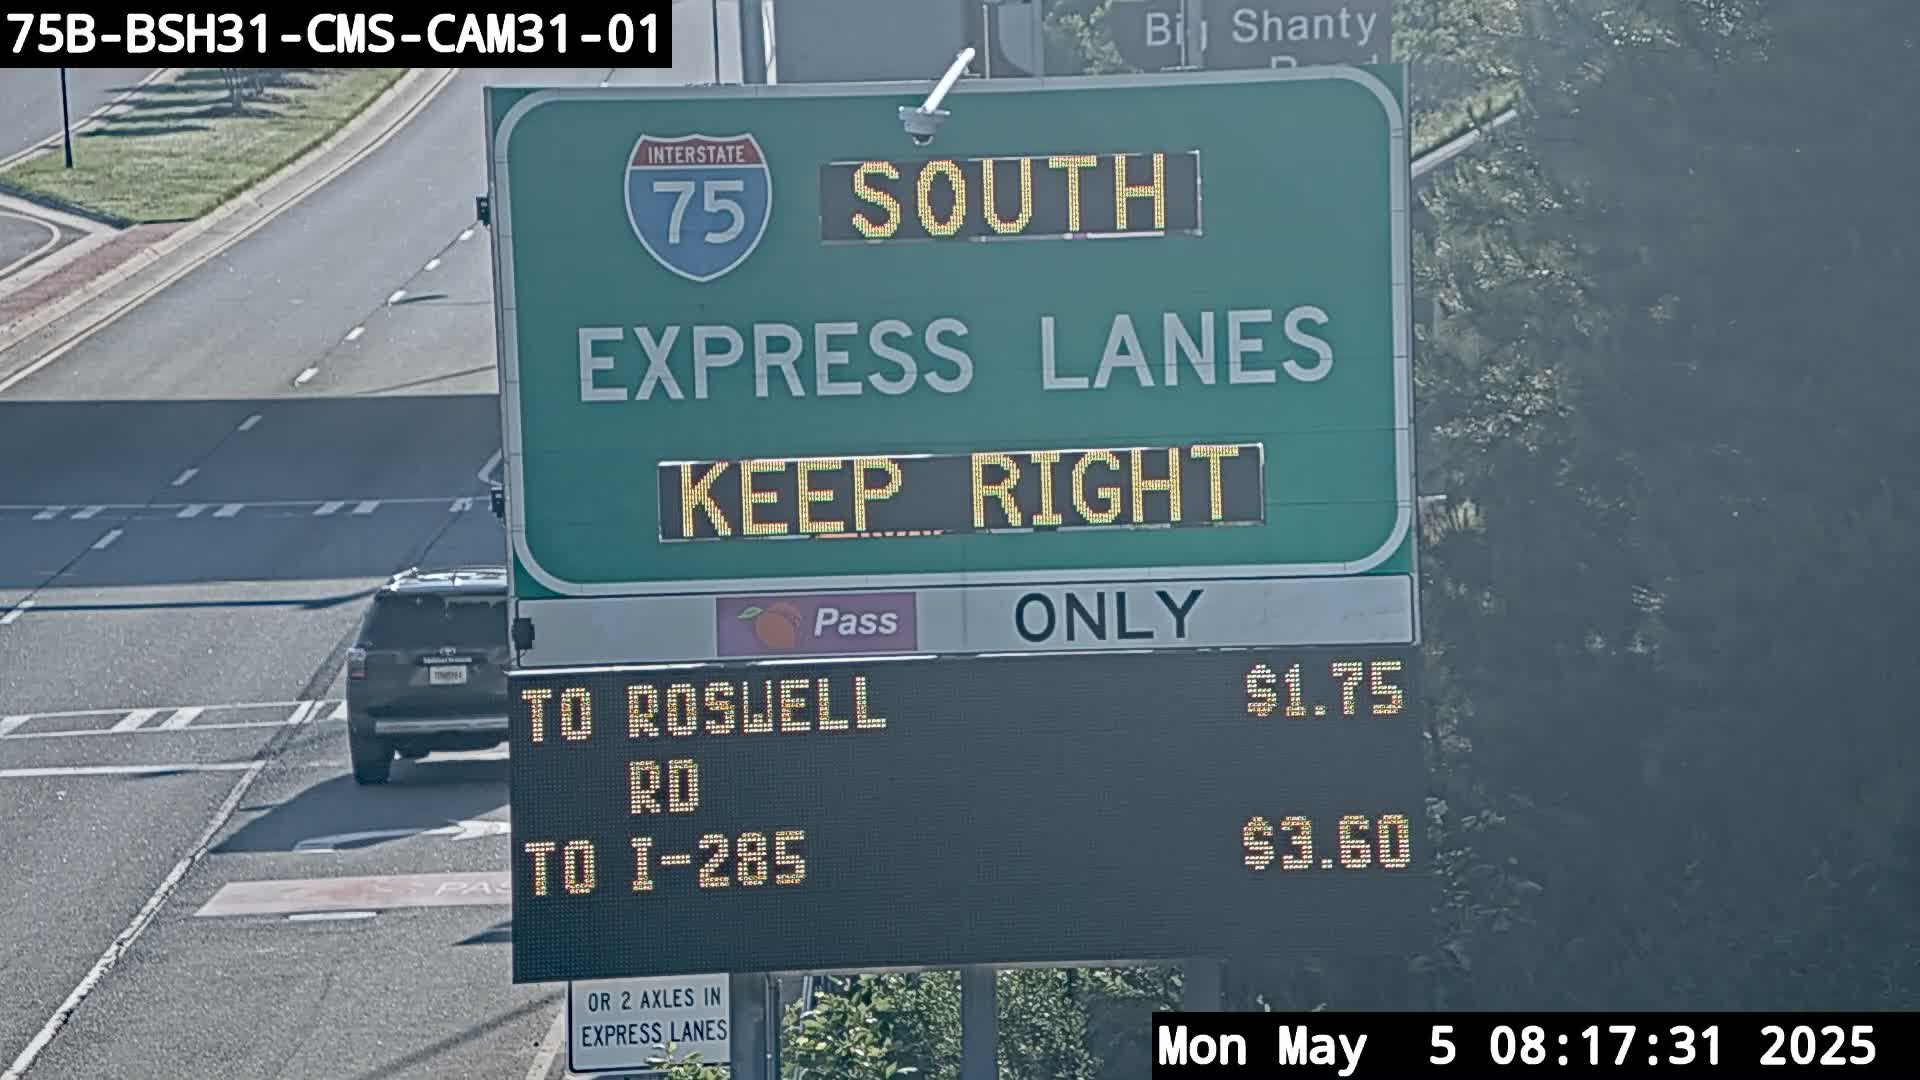 75B-BSH31-CMS-CAM31-01
Big Shanty
INTERSTATE
75
SOUTH
EXPRESS LANES
KEEP RIGHT
Pass ONLY
TO ROSWELL $1.75
RD
TO I-285 $3.60
PAS
OR 2 AXLES IN
EXPRESS LANES
Mon May 5 08:17:31 2025